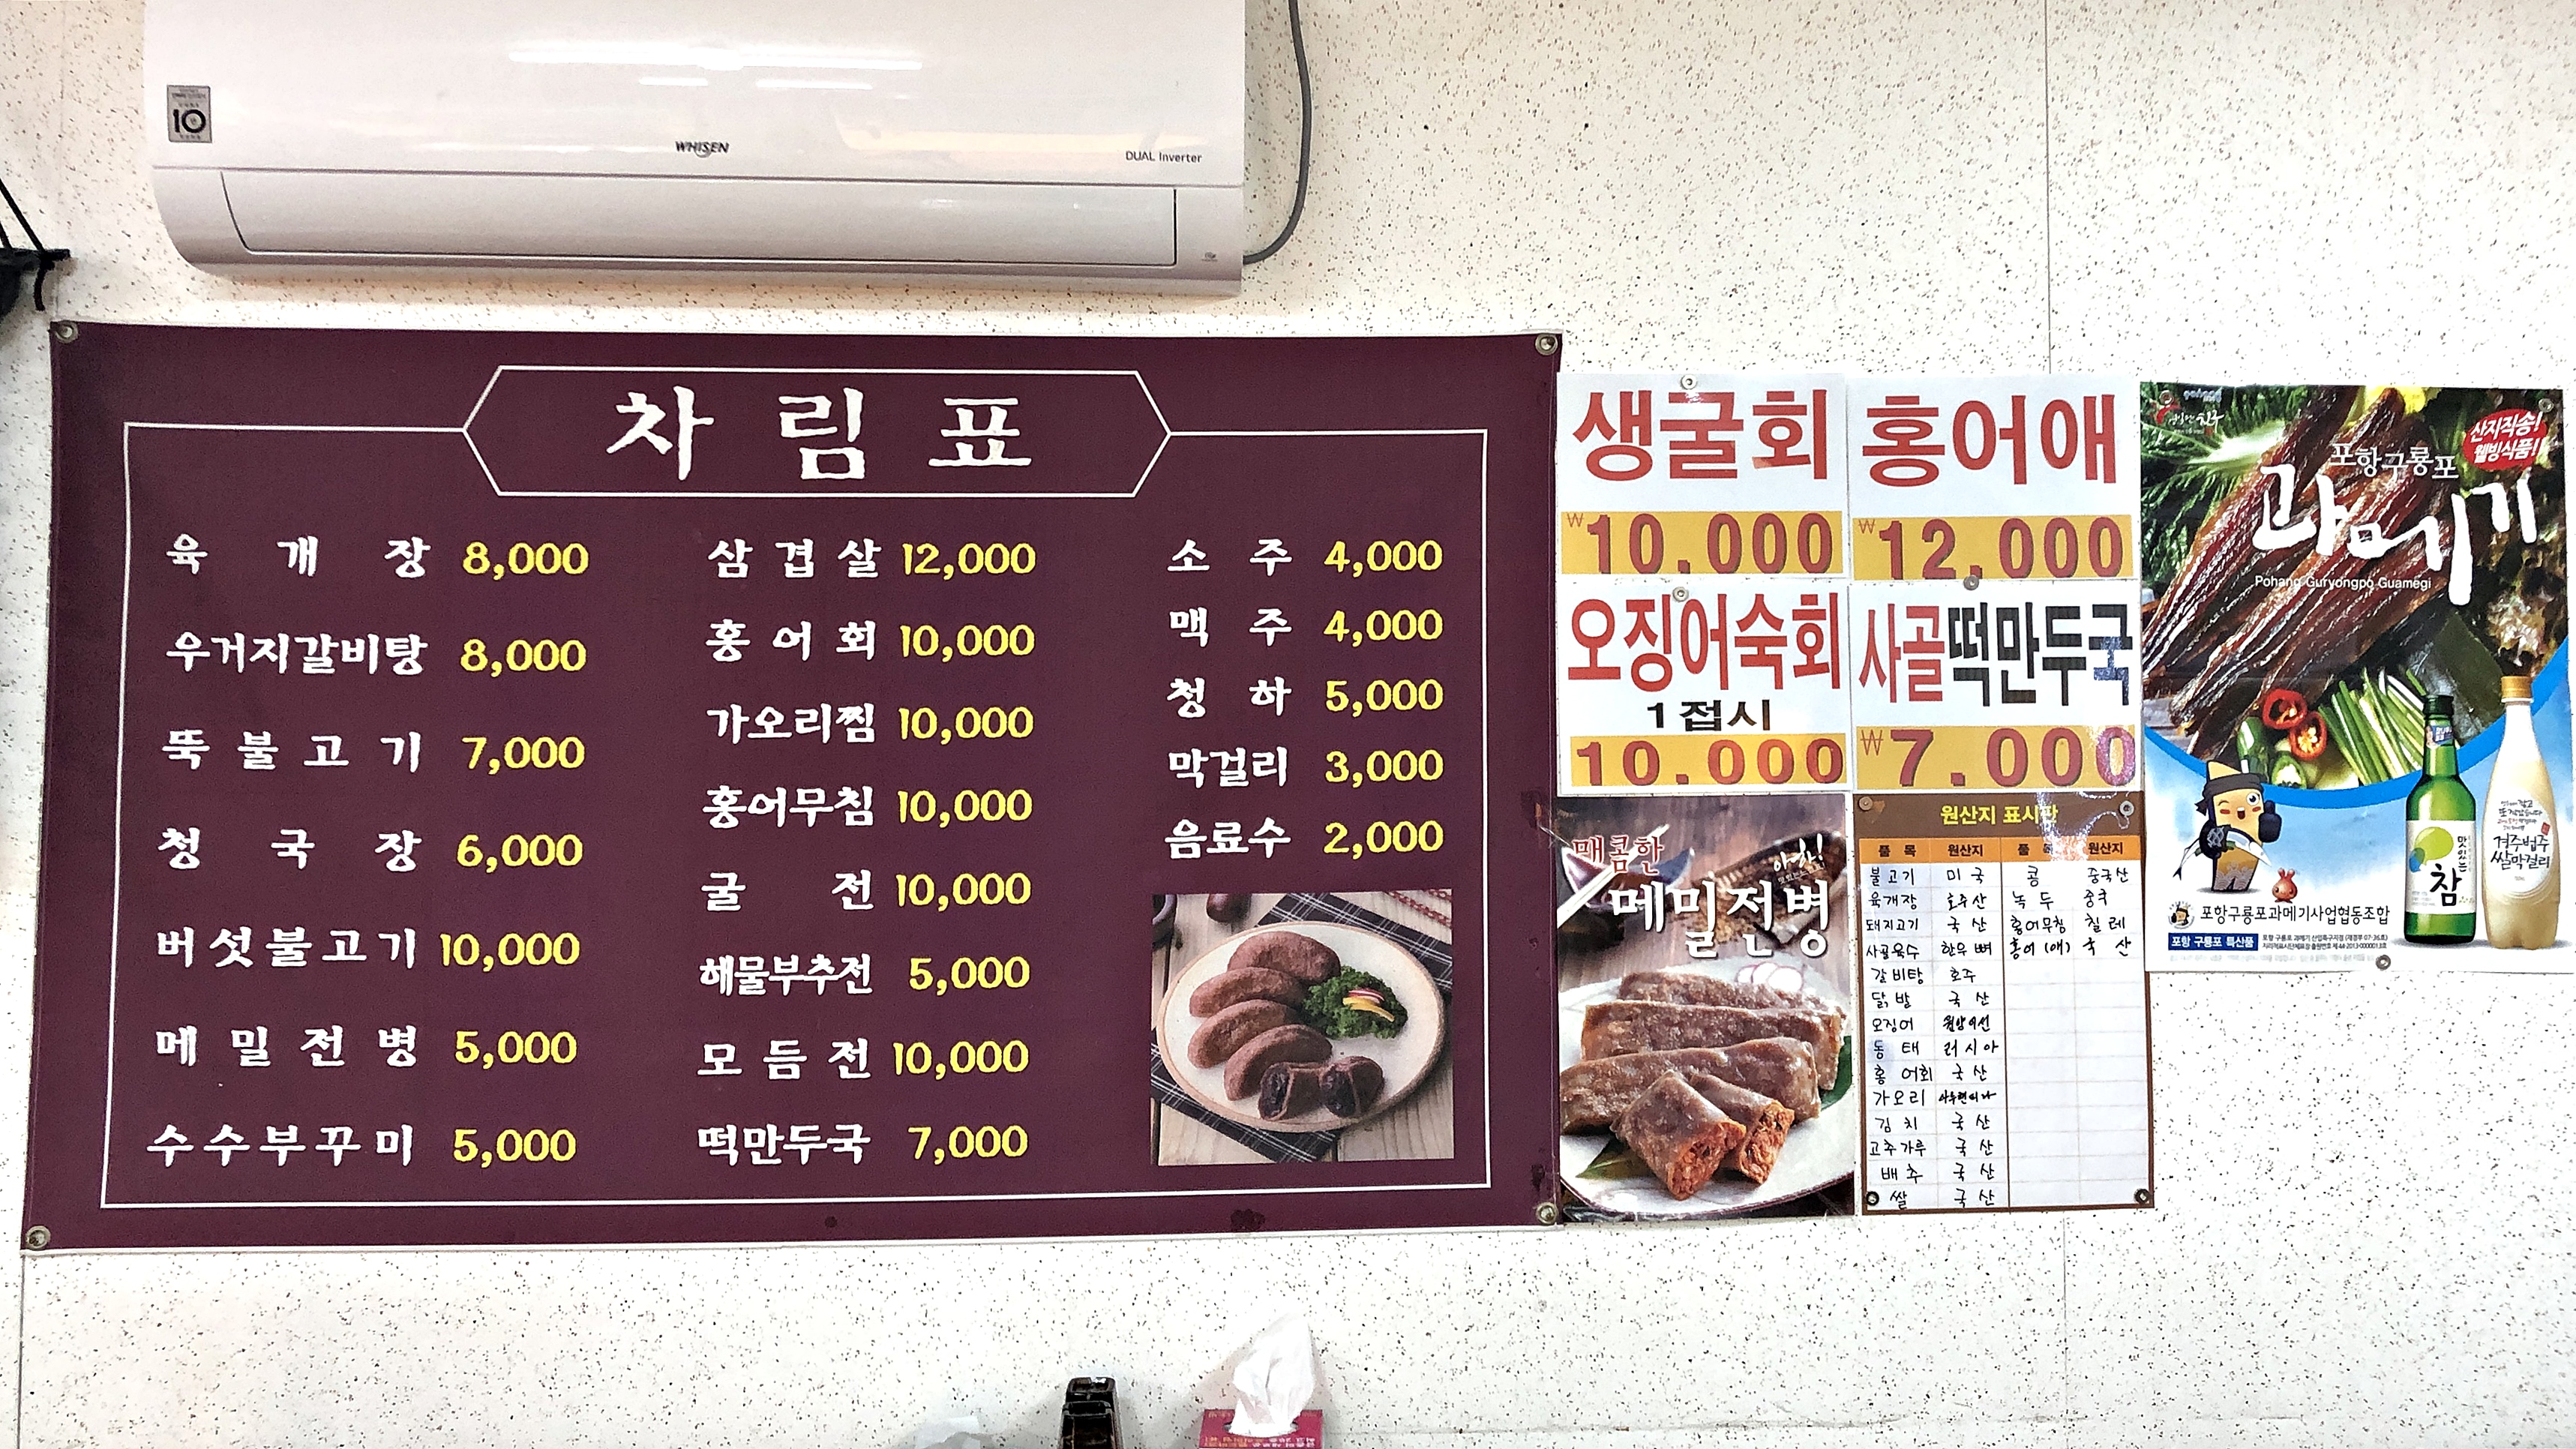 10
WHISEN
DUAL Inverter
차림표
육개장 8,000
우거지갈비탕 8,000
뚝불고기 7,000
청국장 6,000
버섯불고기 10,000
메밀전병 5,000
수수부꾸미 5,000
삼겹살 12,000
홍어회 10,000
가오리찜 10,000
홍어무침 10,000
굴전 10,000
해물부추전 5,000
모듬전 10,000
떡만두국 7,000
소주 4,000
맥주 4,000
청하 5,000
막걸리 3,000
음료수 2,000
생굴회
₩10.000
홍어애
₩12.000
오징어숙회
1접시
10.000
사골떡만두국
₩7.000
매콤한
메밀전병
원산지 표시판
품목 원산지 품목 원산지
불고기 미국 콩 중국산
육개장 호주산 녹두 중국
돼지고기 국산 홍어무침 칠레
사골육수 한우뼈 홍어(애) 국산
갈비탕 호주
닭발 국산
오징어 원양어선
동태 러시아
홍어회 국산
가오리
김치 국산
고추가루 국산
배추 국산
쌀 국산
산지직송!
웰빙식품!
포항구룡포
과메기
Pohang Guryongpo Guamegi
맛있는
참
경주법주
쌀막걸리
포항구룡포과메기사업협동조합
포항 구룡포 특산품